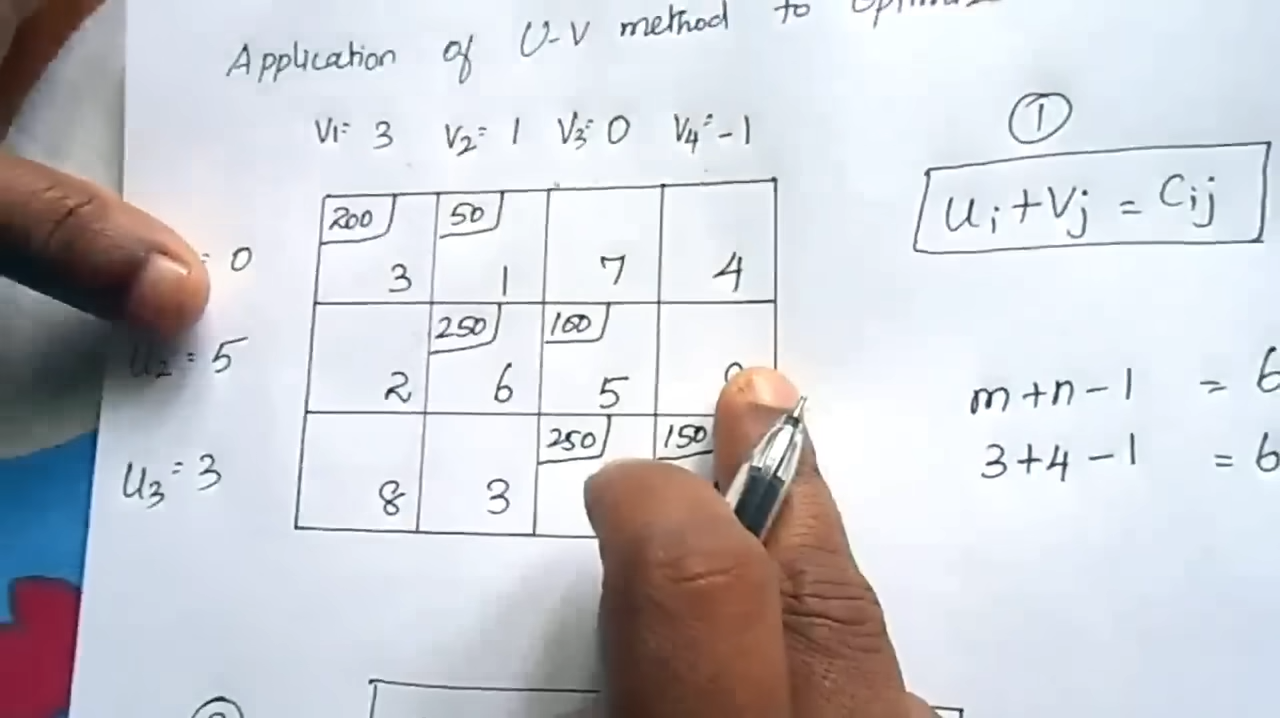 Application of U-V method to
①
V1= 3 V2= 1 V3= 0 V4= -1
Ui+Vj = Cij
200 50
= 0 3 1 7 4
250 100
U2= 5 2 6 5
m+n-1 = 6
3+4-1 = 6
250 150
U3= 3 8 3